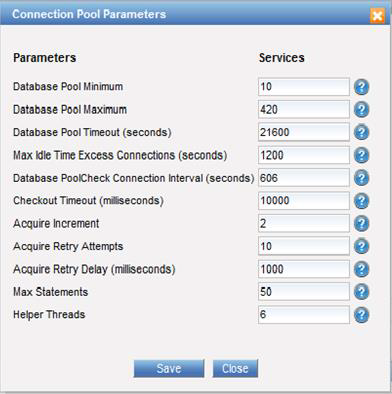 Connection Pool Parameters
Parameters Services
Database Pool Minimum 10
Database Pool Maximum 420
Database Pool Timeout (seconds) 21600
Max Idle Time Excess Connections (seconds) 1200
Database PoolCheck Connection Interval (seconds) 606
Checkout Timeout (milliseconds) 10000
Acquire Increment 2
Acquire Retry Attempts 10
Acquire Retry Delay (milliseconds) 1000
Max Statements 50
Helper Threads 6
Save Close